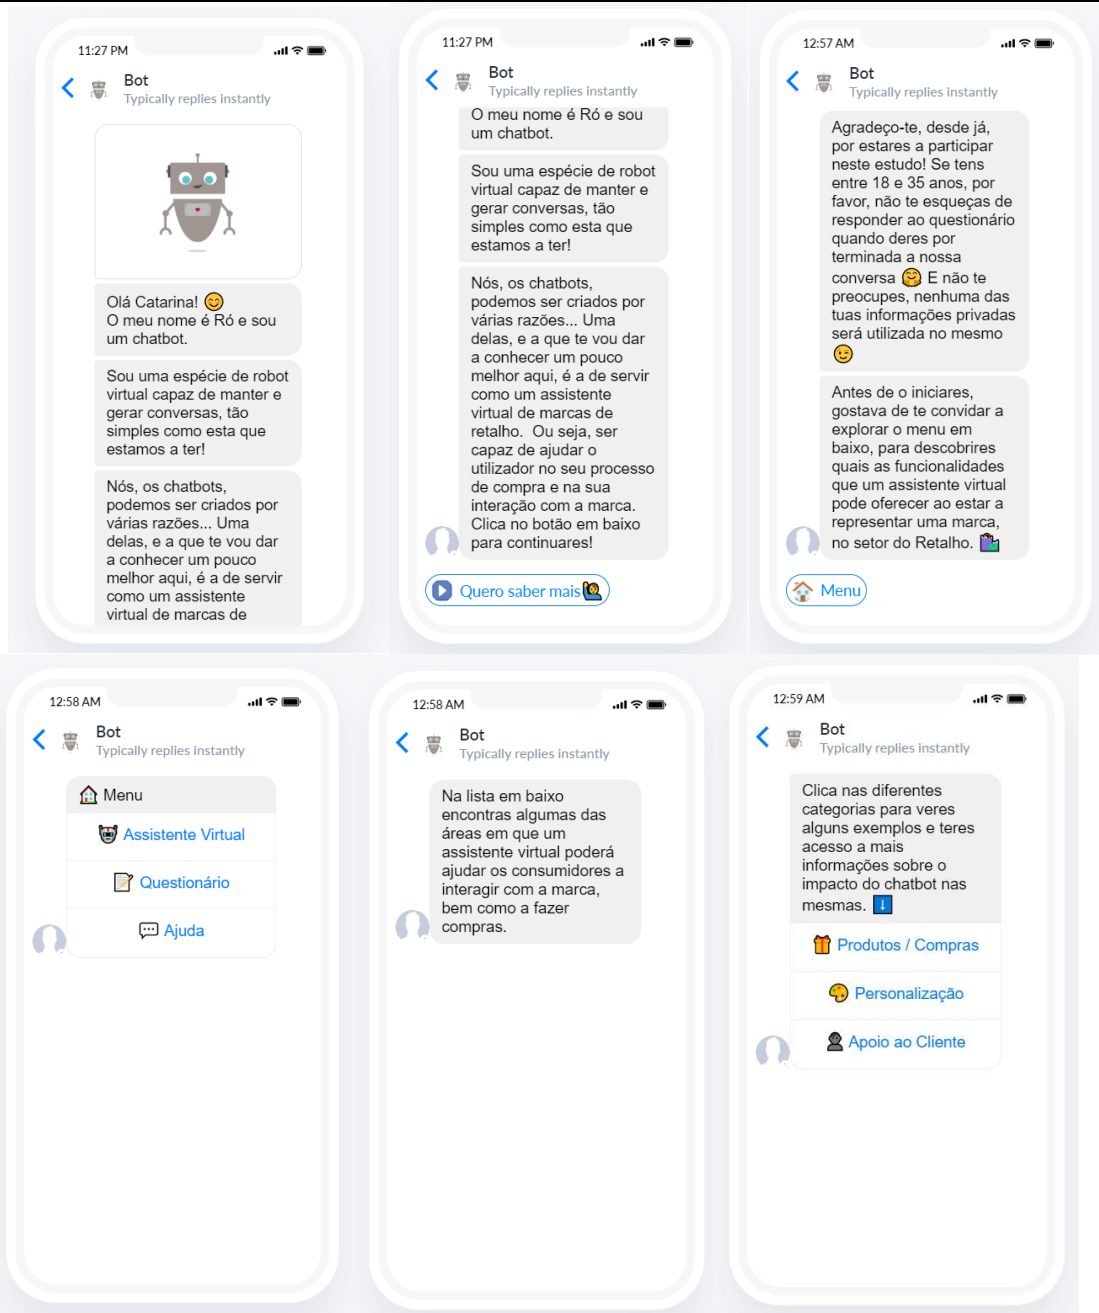 11:27 PM
Bot
Typically replies instantly
Olá Catarina! 😊
O meu nome é Ró e sou
um chatbot.
Sou uma espécie de robot
virtual capaz de manter e
gerar conversas, tão
simples como esta que
estamos a ter!
Nós, os chatbots,
podemos ser criados por
várias razões... Uma
delas, e a que te vou dar
a conhecer um pouco
melhor aqui, é a de servir
como um assistente
virtual de marcas de
11:27 PM
Bot
Typically replies instantly
O meu nome é Ró e sou
um chatbot.
Sou uma espécie de robot
virtual capaz de manter e
gerar conversas, tão
simples como esta que
estamos a ter!
Nós, os chatbots,
podemos ser criados por
várias razões... Uma
delas, e a que te vou dar
a conhecer um pouco
melhor aqui, é a de servir
como um assistente
virtual de marcas de
retalho.  Ou seja, ser
capaz de ajudar o
utilizador no seu processo
de compra e na sua
interação com a marca.
Clica no botão em baixo
para continuares!
▶️ Quero saber mais🙋
12:57 AM
Bot
Typically replies instantly
Agradeço-te, desde já,
por estares a participar
neste estudo! Se tens
entre 18 e 35 anos, por
favor, não te esqueças de
responder ao questionário
quando deres por
terminada a nossa
conversa 🤗 E não te
preocupes, nenhuma das
tuas informações privadas
será utilizada no mesmo
😉
Antes de o iniciares,
gostava de te convidar a
explorar o menu em
baixo, para descobrires
quais as funcionalidades
que um assistente virtual
pode oferecer ao estar a
representar uma marca,
no setor do Retalho. 🛍️
🏠 Menu
12:58 AM
Bot
Typically replies instantly
🏠 Menu
🤖 Assistente Virtual
📝 Questionário
💬 Ajuda
12:58 AM
Bot
Typically replies instantly
Na lista em baixo
encontras algumas das
áreas em que um
assistente virtual poderá
ajudar os consumidores a
interagir com a marca,
bem como a fazer
compras.
12:59 AM
Bot
Typically replies instantly
Clica nas diferentes
categorias para veres
alguns exemplos e teres
acesso a mais
informações sobre o
impacto do chatbot nas
mesmas. ⬇️
🎁 Produtos / Compras
🎨 Personalização
👤 Apoio ao Cliente